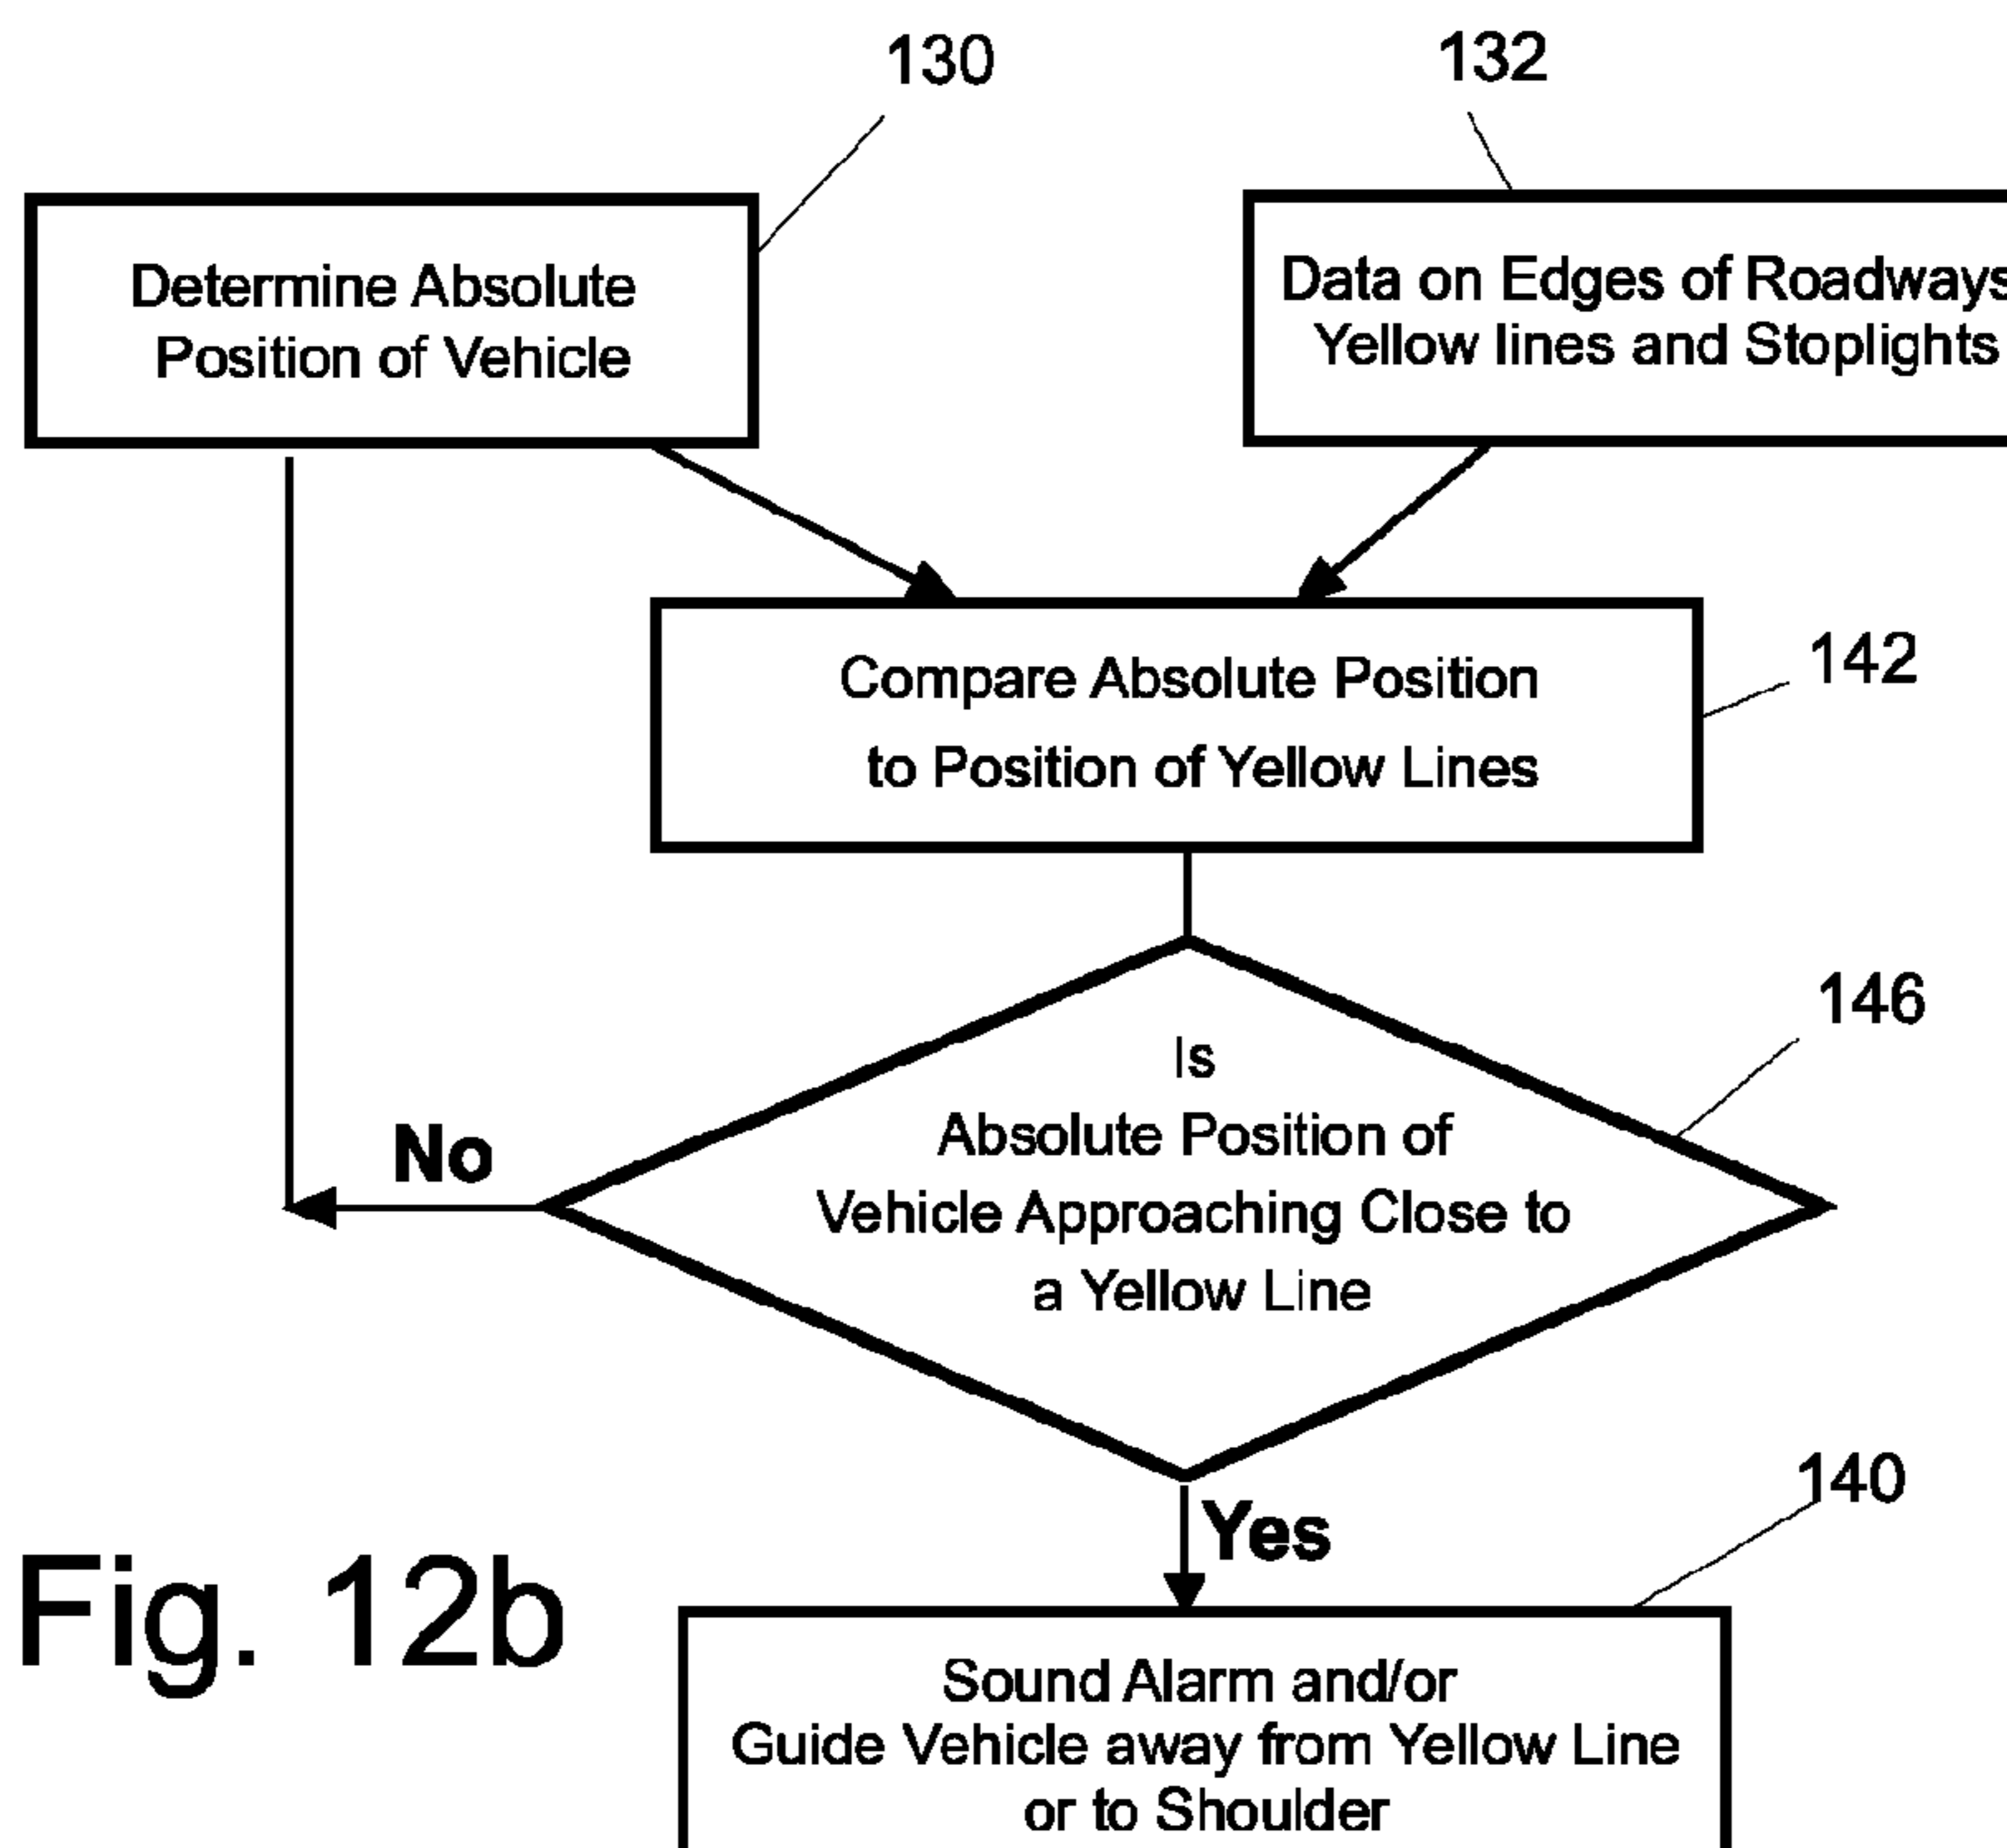 130
132
Determine Absolute
Position of Vehicle
Data on Edges of Roadways
Yellow lines and Stoplights
Compare Absolute Position
to Position of Yellow Lines
142
146
Is
Absolute Position of
Vehicle Approaching Close to
a Yellow Line
No
Yes
140
Fig. 12b
Sound Alarm and/or
Guide Vehicle away from Yellow Line
or to Shoulder